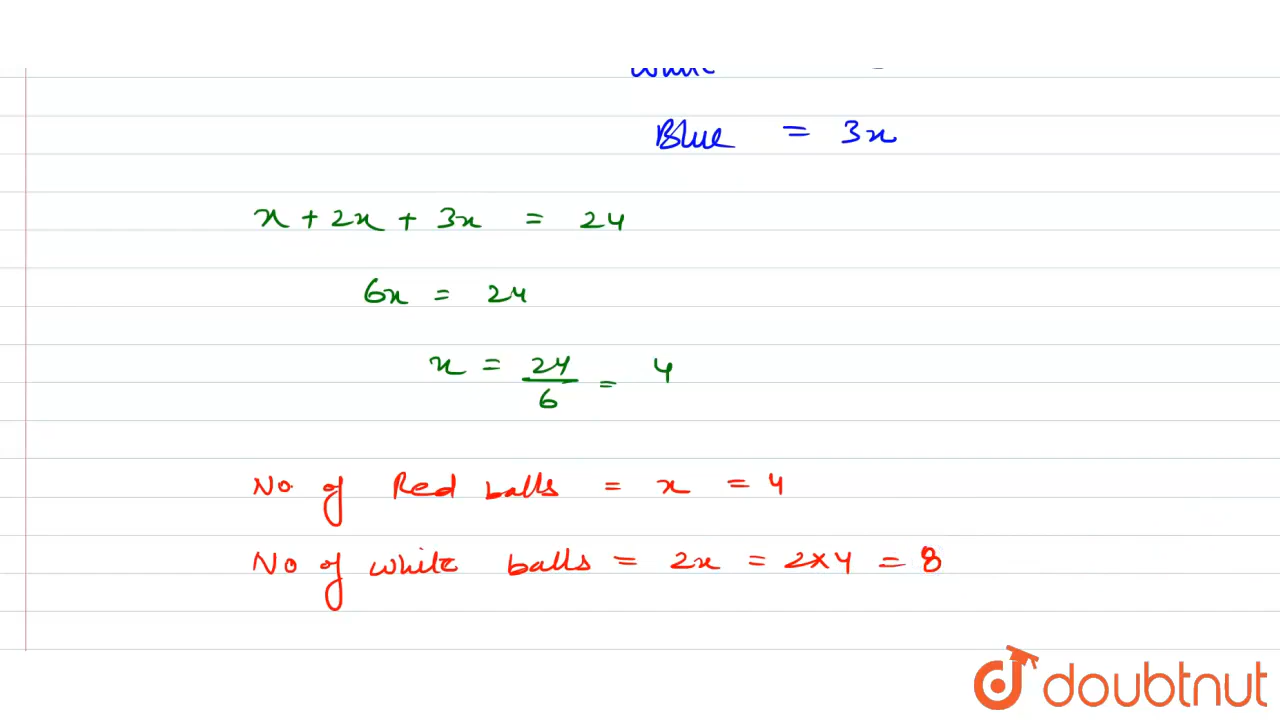 Blue = 3x
x + 2x + 3x = 24
6x = 24
x = 24/6 = 4
No. of Red balls = x = 4
No of white balls = 2x = 2×4 = 8
doubtnut